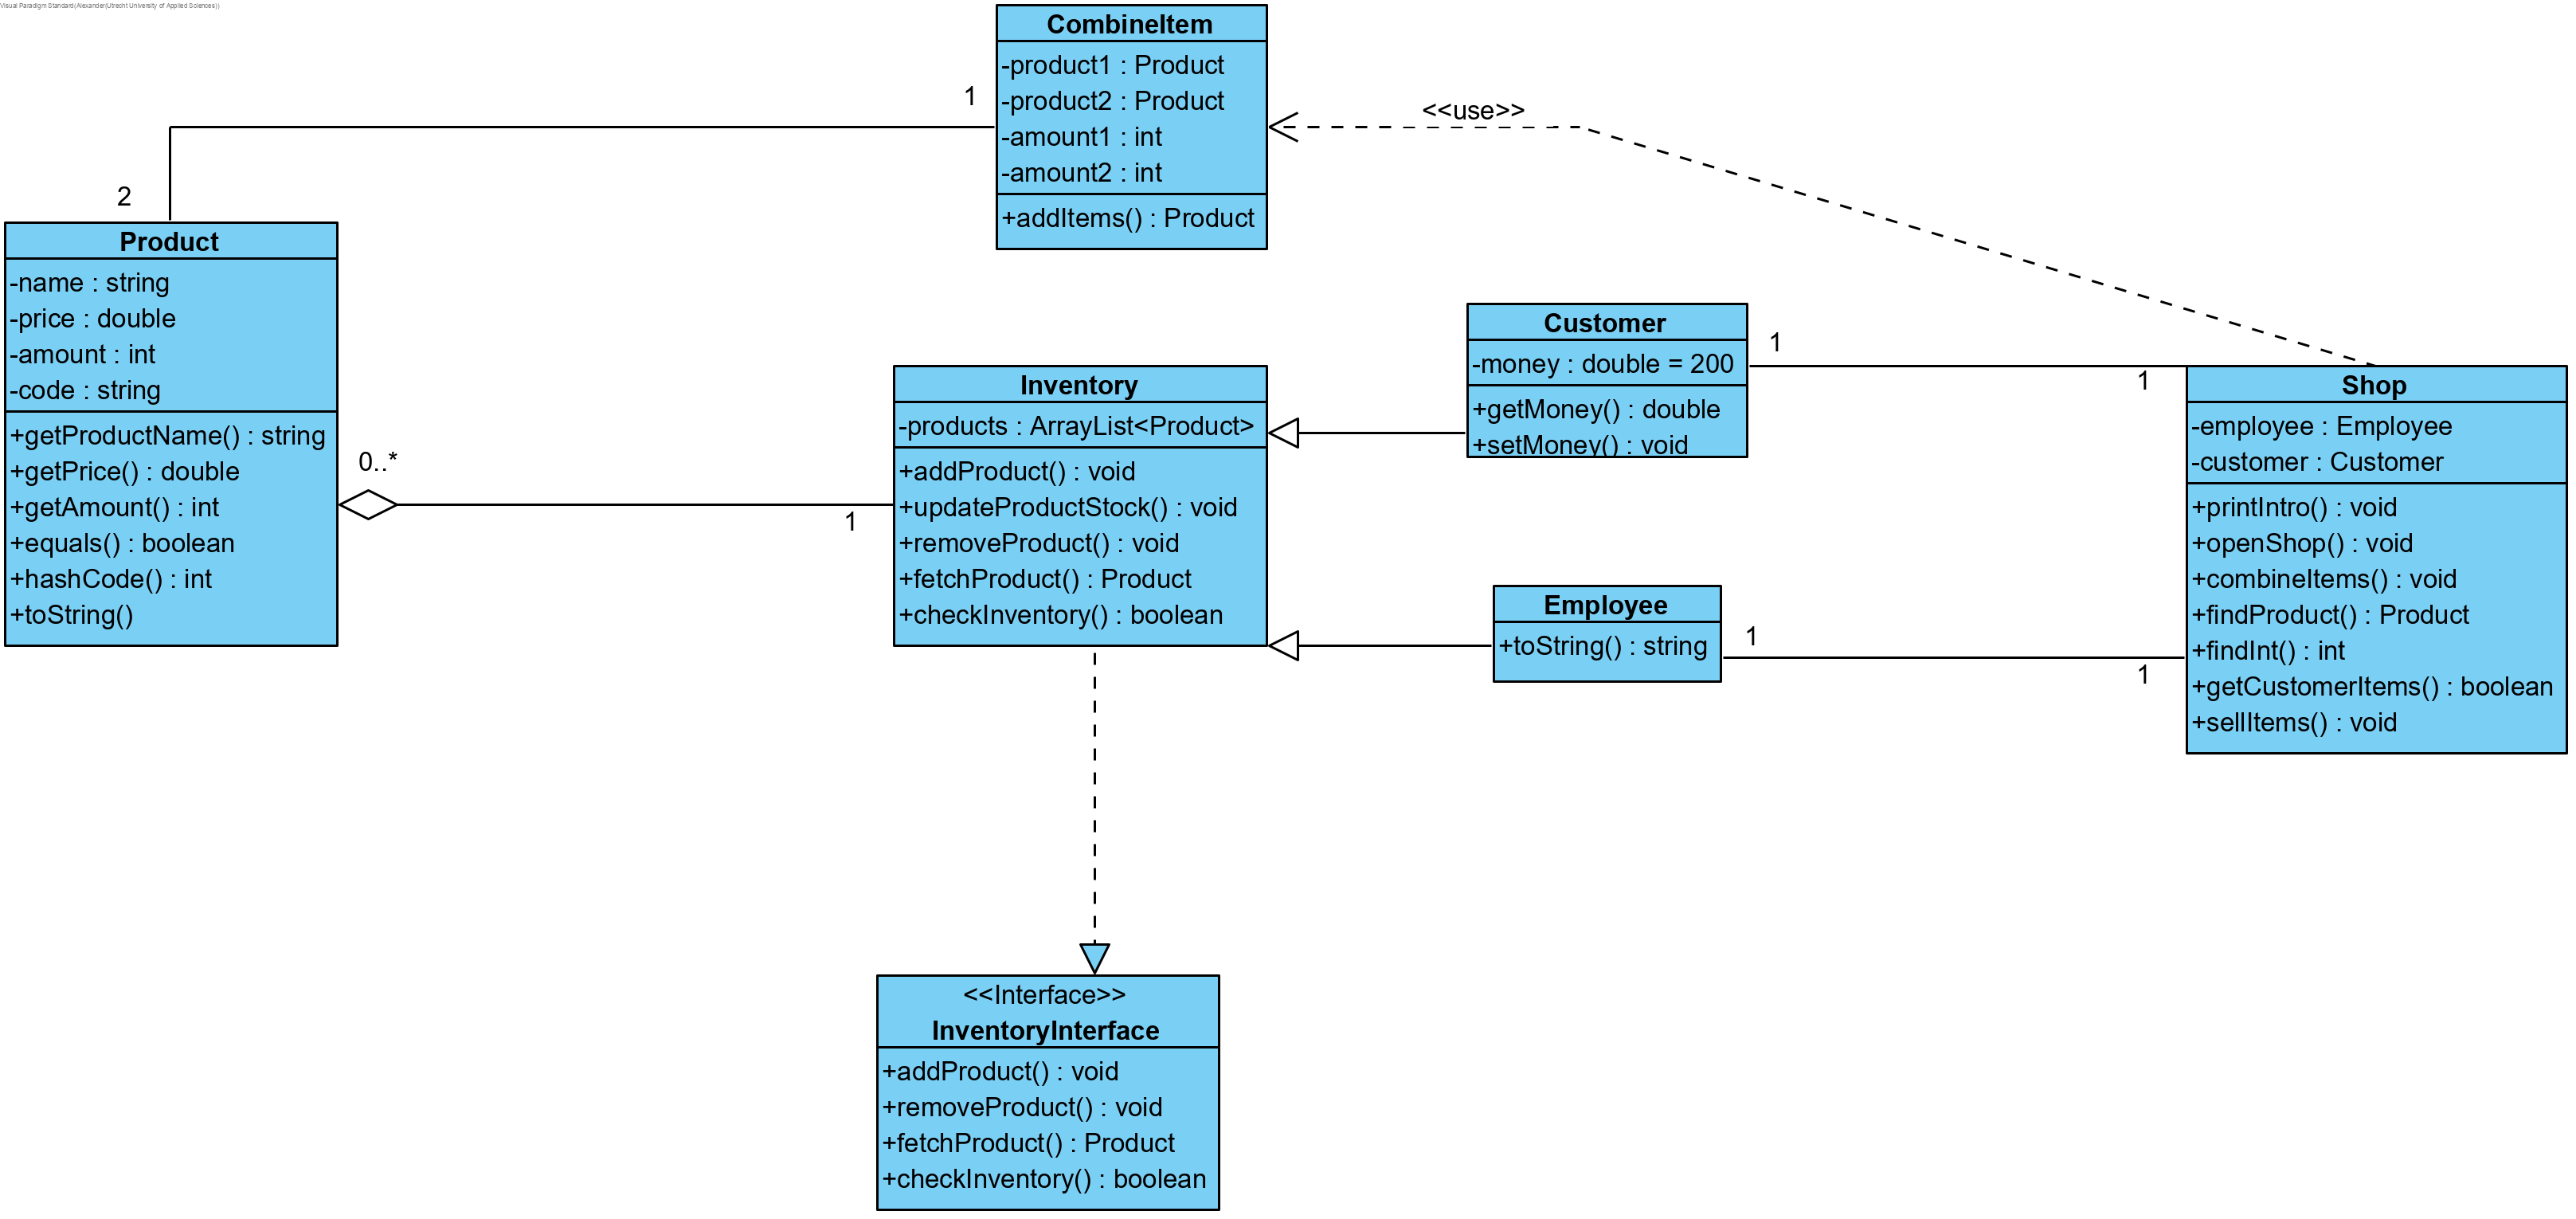 Visual Paradigm Standard(Alexander(Utrecht University of Applied Sciences))
CombineItem
-product1 : Product
-product2 : Product
-amount1 : int
-amount2 : int
+addItems() : Product
1
2
<<use>>
Product
-name : string
-price : double
-amount : int
-code : string
+getProductName() : string
+getPrice() : double
+getAmount() : int
+equals() : boolean
+hashCode() : int
+toString()
0..*
1
Inventory
-products : ArrayList<Product>
+addProduct() : void
+updateProductStock() : void
+removeProduct() : void
+fetchProduct() : Product
+checkInventory() : boolean
Customer
-money : double = 200
+getMoney() : double
+setMoney() : void
1
1
Employee
+toString() : string
1
1
Shop
-employee : Employee
-customer : Customer
+printIntro() : void
+openShop() : void
+combineItems() : void
+findProduct() : Product
+findInt() : int
+getCustomerItems() : boolean
+sellItems() : void
<<Interface>>
InventoryInterface
+addProduct() : void
+removeProduct() : void
+fetchProduct() : Product
+checkInventory() : boolean